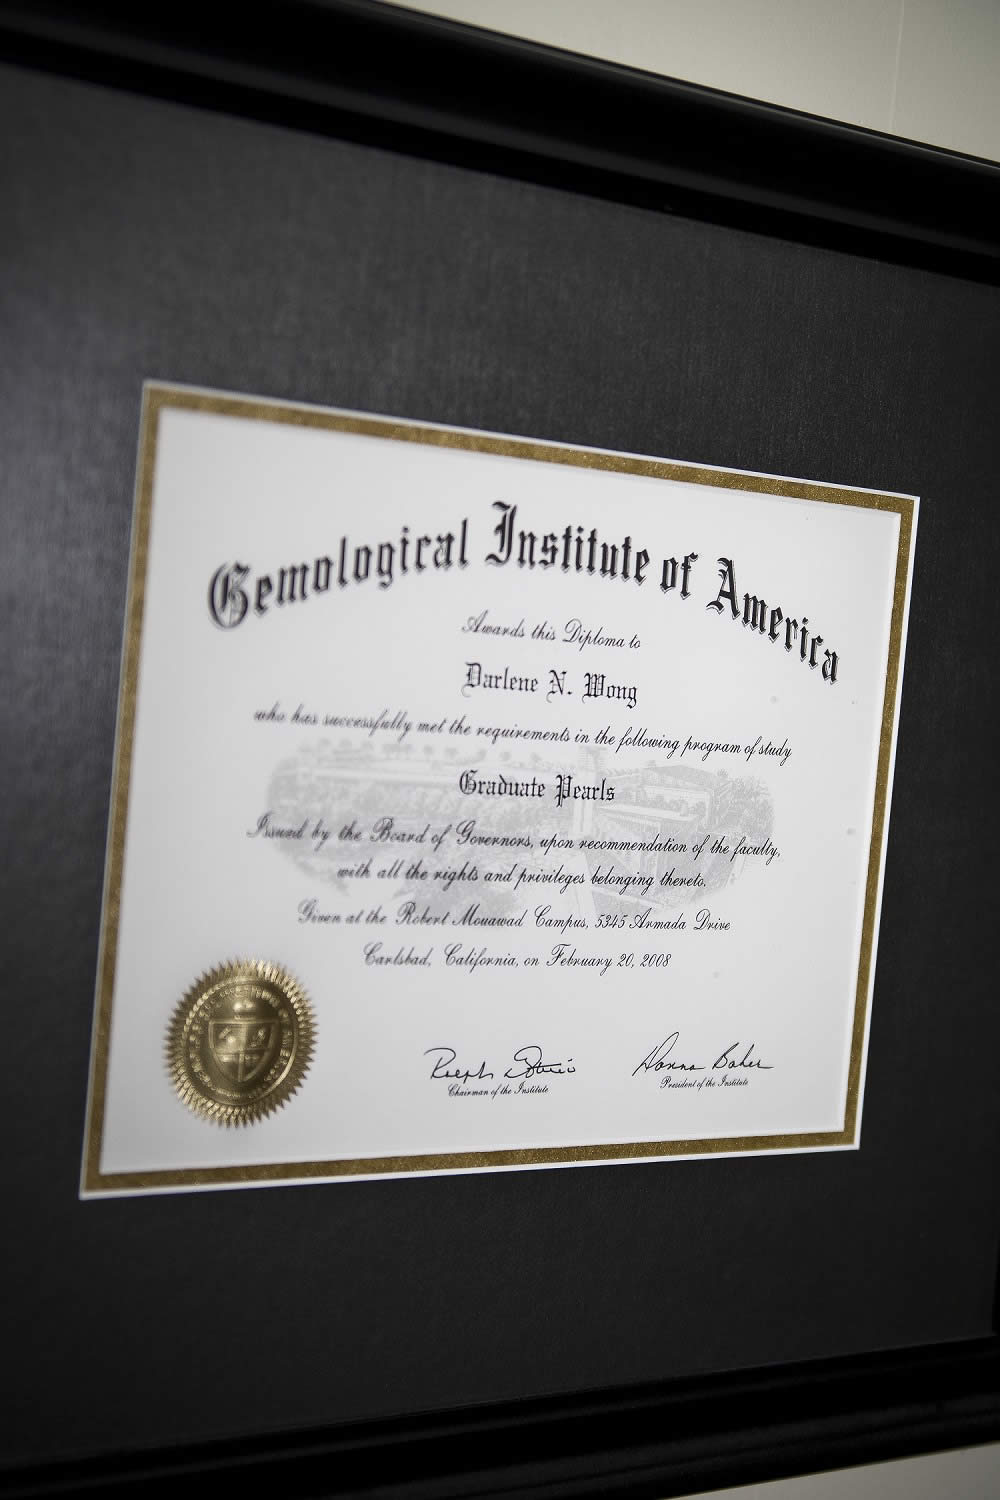 Gemological Institute of America
Awards this Diploma to
Darlene N. Wong
who has successfully met the requirements in the following program of study
Graduate Pearls
Issued by the Board of Governors, upon recommendation of the faculty,
with all the rights and privileges belonging thereto.
Given at the Robert Mouawad Campus, 5345 Armada Drive
Carlsbad, California, on February 20, 2008
Donna Baker
Chairman of the Institute
President of the Institute